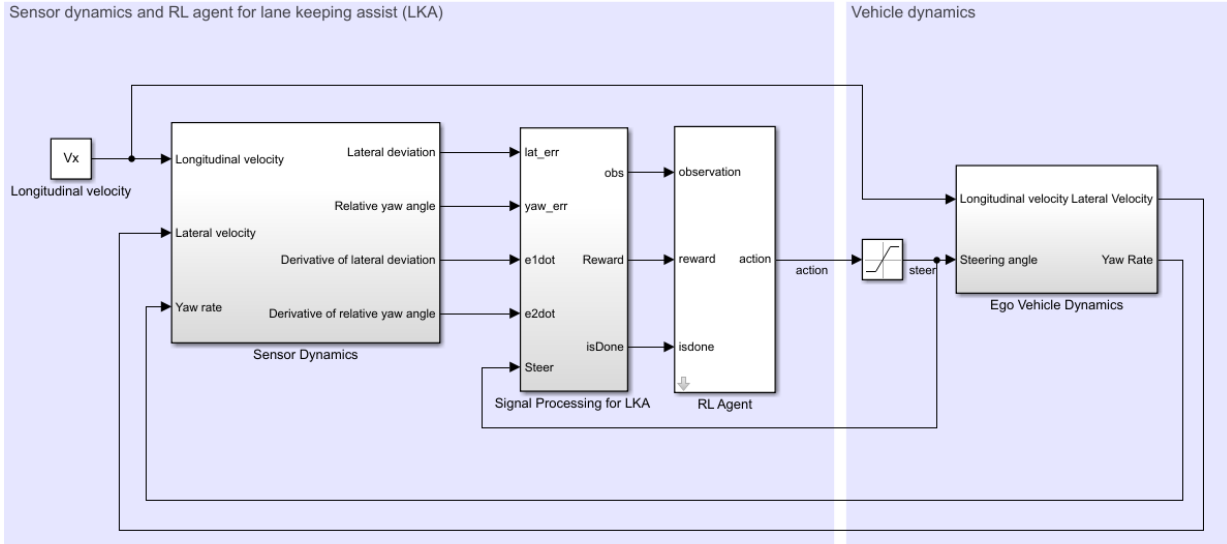 Sensor dynamics and RL agent for lane keeping assist (LKA)
Vehicle dynamics
Vx
Longitudinal velocity
Longitudinal velocity
Lateral velocity
Yaw rate
Lateral deviation
Relative yaw angle
Derivative of lateral deviation
Derivative of relative yaw angle
Sensor Dynamics
lat_err
yaw_err
e1dot
e2dot
Steer
obs
Reward
isDone
Signal Processing for LKA
observation
reward
isdone
action
RL Agent
action
steer
Longitudinal velocity
Steering angle
Lateral Velocity
Yaw Rate
Ego Vehicle Dynamics